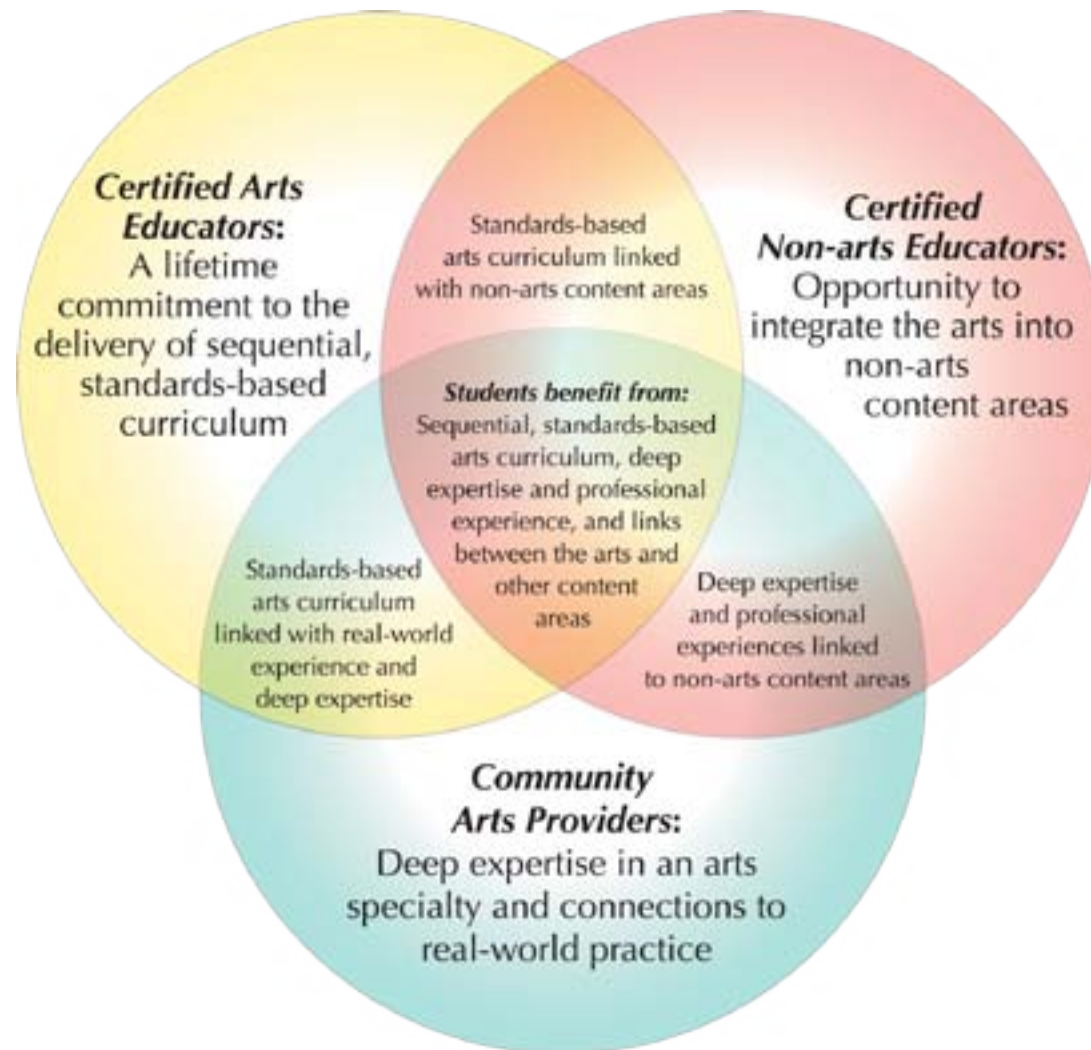 Certified Arts
Educators:
A lifetime
commitment to the
delivery of sequential,
standards-based
curriculum
Standards-based
arts curriculum linked
with non-arts content areas
Certified
Non-arts Educators:
Opportunity to
integrate the arts into
non-arts
content areas
Students benefit from:
Sequential, standards-based
arts curriculum, deep
expertise and professional
experience, and links
between the arts and
other content
areas
Standards-based
arts curriculum
linked with real-world
experience and
deep expertise
Deep expertise
and professional
experiences linked
to non-arts content areas
Community
Arts Providers:
Deep expertise in an arts
specialty and connections to
real-world practice